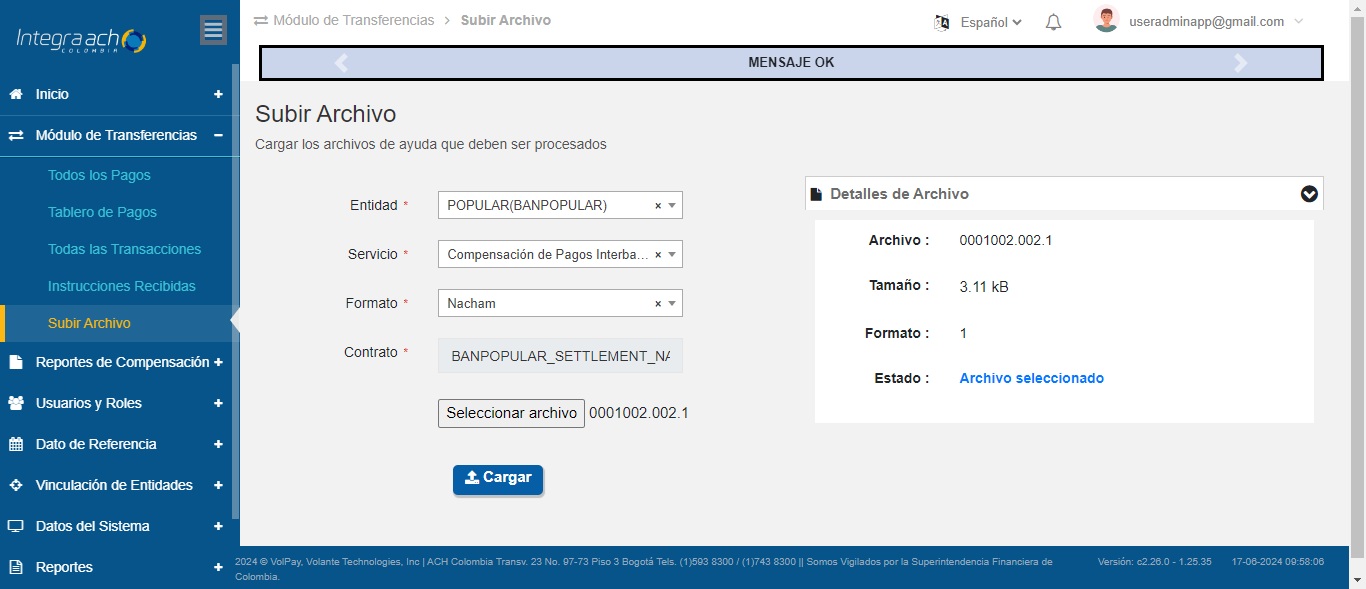 Integra ach
COLOMBIA
Inicio
Módulo de Transferencias
Todos los Pagos
Tablero de Pagos
Todas las Transacciones
Instrucciones Recibidas
Subir Archivo
Reportes de Compensación
Usuarios y Roles
Dato de Referencia
Vinculación de Entidades
Datos del Sistema
Reportes
Módulo de Transferencias > Subir Archivo
Español
useradminapp@gmail.com
MENSAJE OK
Subir Archivo
Cargar los archivos de ayuda que deben ser procesados
Entidad * POPULAR(BANPOPULAR) ×
Servicio * Compensación de Pagos Interba... ×
Formato * Nacham ×
Contrato * BANPOPULAR_SETTLEMENT_NA
Seleccionar archivo 0001002.002.1
Cargar
Detalles de Archivo
Archivo : 0001002.002.1
Tamaño : 3.11 kB
Formato : 1
Estado : Archivo seleccionado
2024 © VolPay, Volante Technologies, Inc | ACH Colombia Transv. 23 No. 97-73 Piso 3 Bogotá Tels. (1)593 8300 / (1)743 8300 || Somos Vigilados por la Superintendencia Financiera de
Colombia.
Versión: c2.26.0 - 1.25.35 17-06-2024 09:58:06